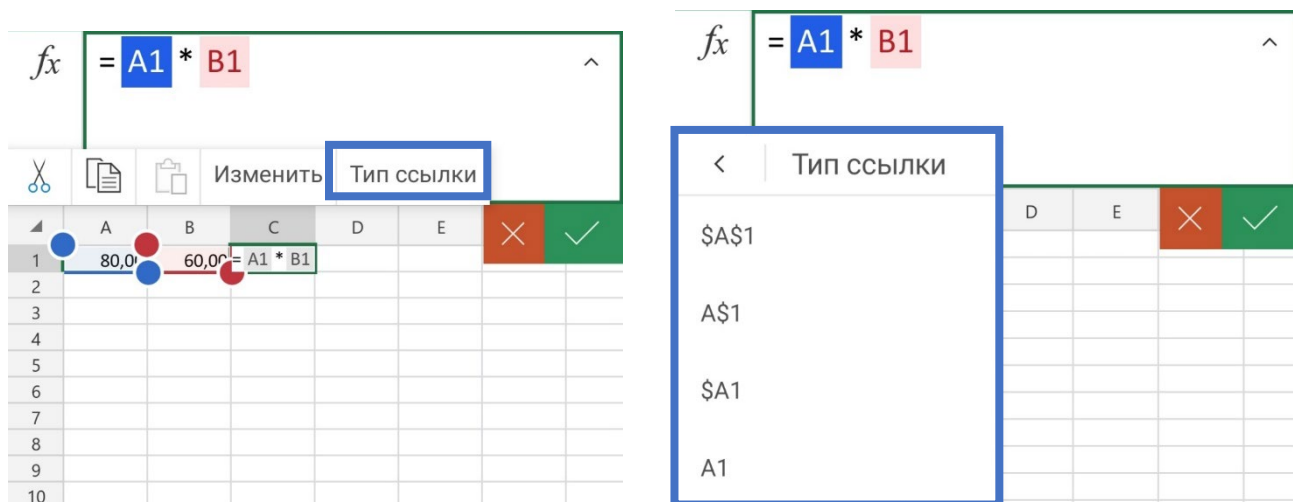 fx = A1 * B1
Изменить Тип ссылки
A B C D E
1 80,0 60,00 = A1 * B1
2
3
4
5
6
7
8
9
10
fx = A1 * B1
Тип ссылки
D E
$A$1
A$1
$A1
A1